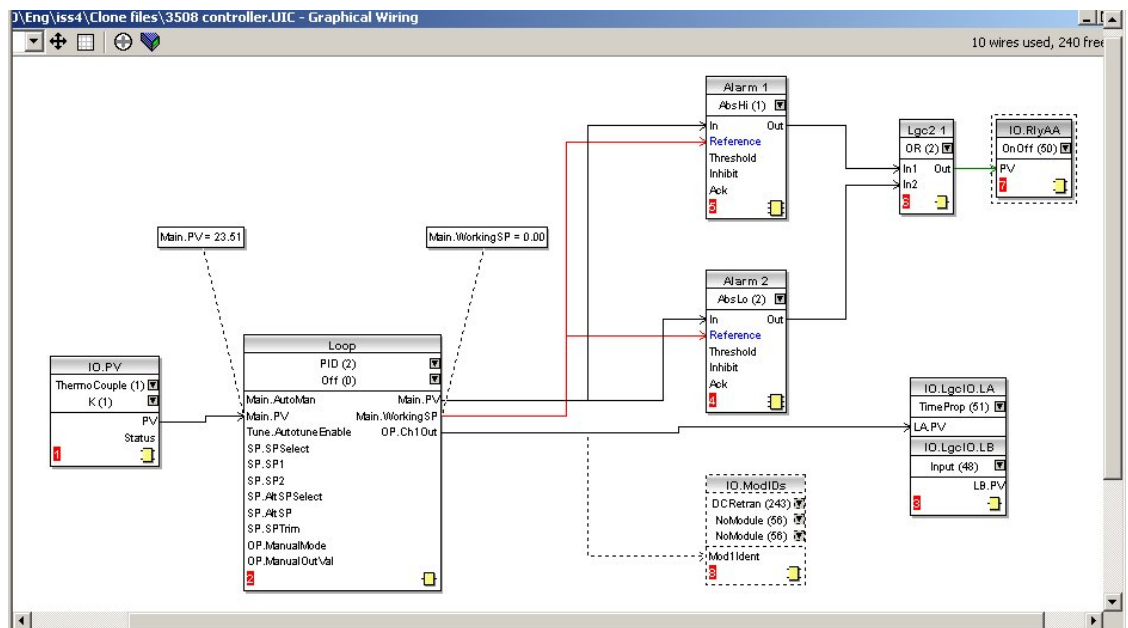 )\Eng\iss4\Clone files\3508 controller.UIC - Graphical Wiring
10 wires used, 240 free
Alarm 1
AbsHi (1)
In Out
Reference
Threshold
Inhibit
Ack
5
Lgc2 1
OR (2)
In1 Out
In2
6
IO.RlyAA
OnOff (50)
PV
7
Main.PV = 23.51
Main.WorkingSP = 0.00
Alarm 2
AbsLo (2)
In Out
Reference
Threshold
Inhibit
Ack
4
IO.PV
ThermoCouple (1)
K (1)
PV
Status
1
Loop
PID (2)
Off (0)
Main.AutoMan Main.PV
Main.PV Main.WorkingSP
Tune.AutotuneEnable OP.Ch1Out
SP.SPSelect
SP.SP1
SP.SP2
SP.AltSPSelect
SP.AltSP
SP.SPTrim
OP.ManualMode
OP.ManualOutVal
2
IO.LgcIO.LA
TimeProp (51)
LA.PV
IO.LgcIO.LB
Input (48)
LB.PV
3
IO.ModIDs
DCRetran (243)
NoModule (56)
NoModule (56)
Mod1Ident
8